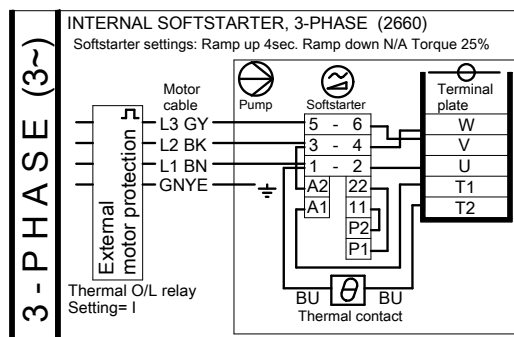 INTERNAL SOFTSTARTER, 3-PHASE (2660)
Softstarter settings: Ramp up 4sec. Ramp down N/A Torque 25%
3 - PHASE (3~)
External
motor protection
Motor
cable
L3 GY
L2 BK
L1 BN
GNYE
Thermal O/L relay
Setting= I
Pump
Softstarter
5 - 6
3 - 4
1 - 2
A2 22
A1 11
P2
P1
Terminal
plate
W
V
U
T1
T2
BU θ BU
Thermal contact